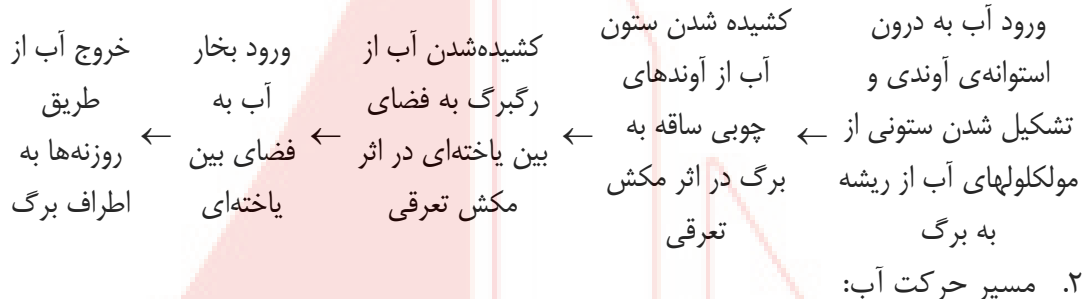 ورود آب به درون
استوانه‌ی آوندی و
تشکیل شدن ستونی از
مولکلولهای آب از ریشه
به برگ
←
کشیده شدن ستون
آب از آوندهای
چوبی ساقه به
برگ در اثر مکش
تعرقی
←
کشیده‌شدن آب از
رگبرگ به فضای
بین یاخته‌ای در اثر
مکش تعرقی
←
ورود بخار
آب به
فضای بین
یاخته‌ای
←
خروج آب از
طریق
روزنه‌ها به
اطراف برگ
۲. مسیر حرکت آب: